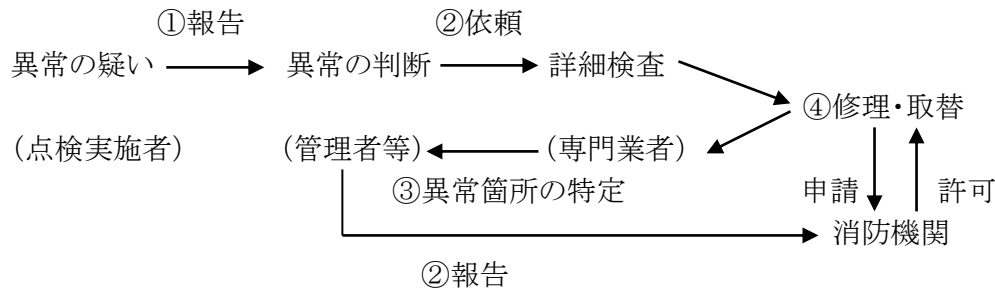 ①報告 ②依頼
異常の疑い 異常の判断 詳細検査
④修理・取替
（点検実施者） （管理者等） （専門業者）
③異常箇所の特定 申請 許可
消防機関
②報告